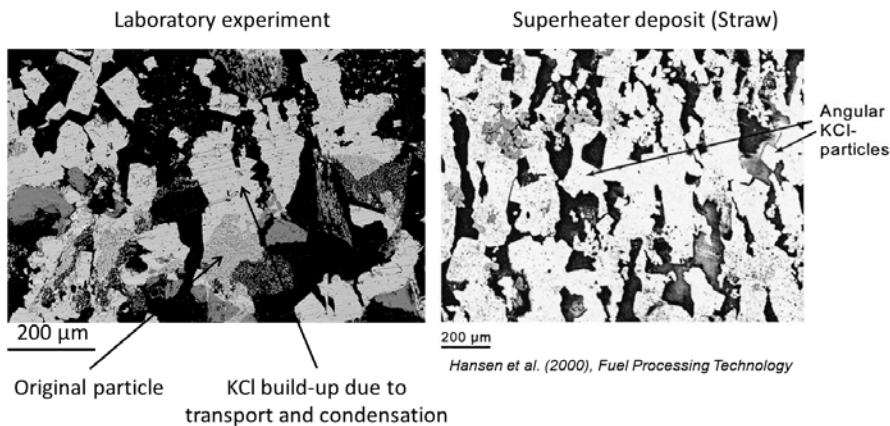 Laboratory experiment
Superheater deposit (Straw)
Angular
KCl-
particles
200 µm
200 µm
Hansen et al. (2000), Fuel Processing Technology
Original particle
KCl build-up due to
transport and condensation